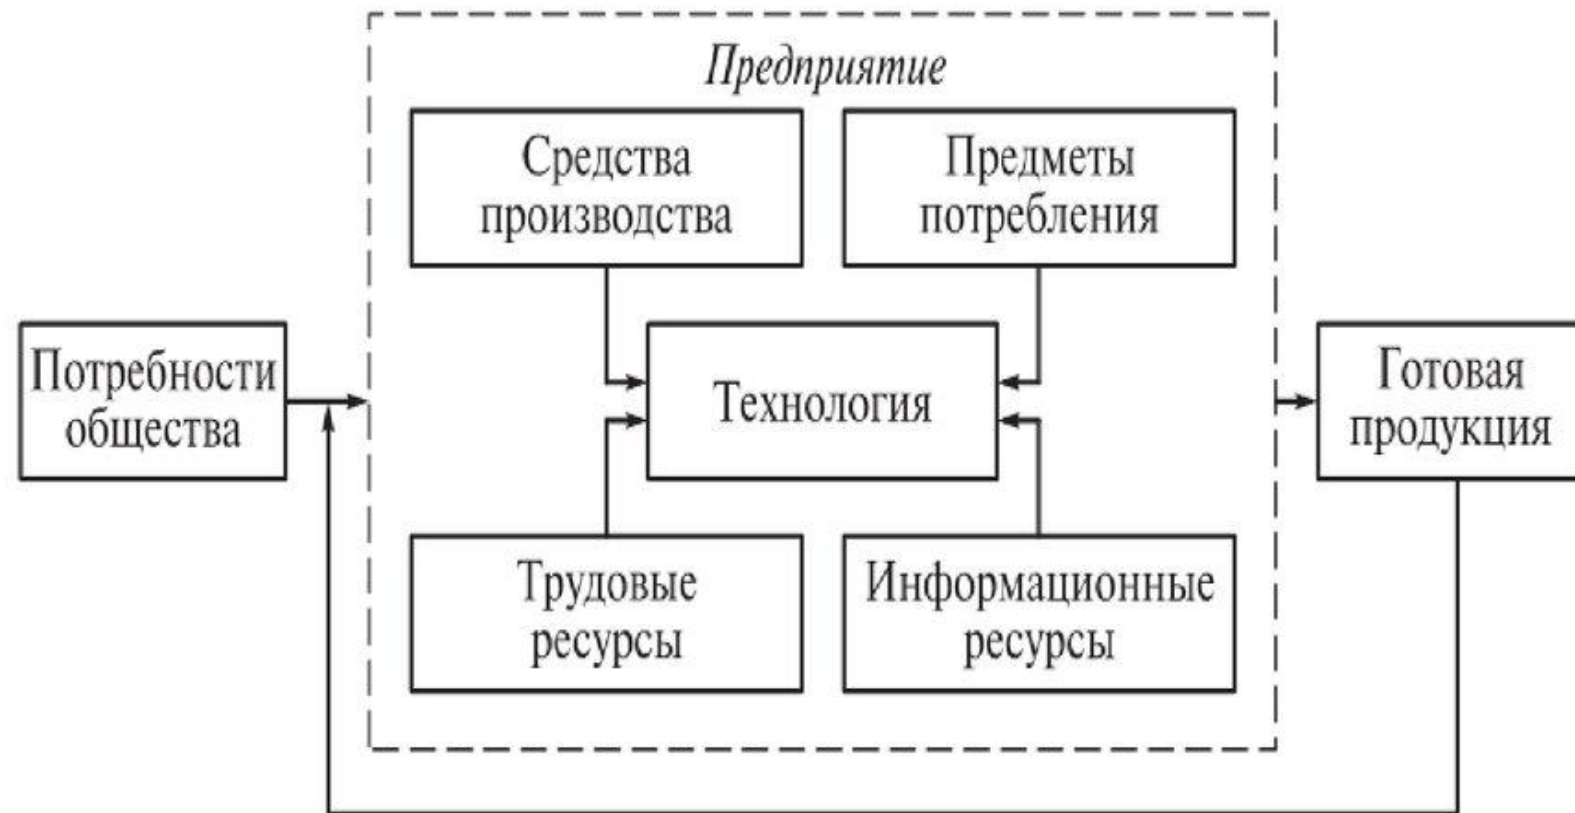 Предприятие
Средства
производства
Предметы
потребления
Потребности
общества
Технология
Готовая
продукция
Трудовые
ресурсы
Информационные
ресурсы